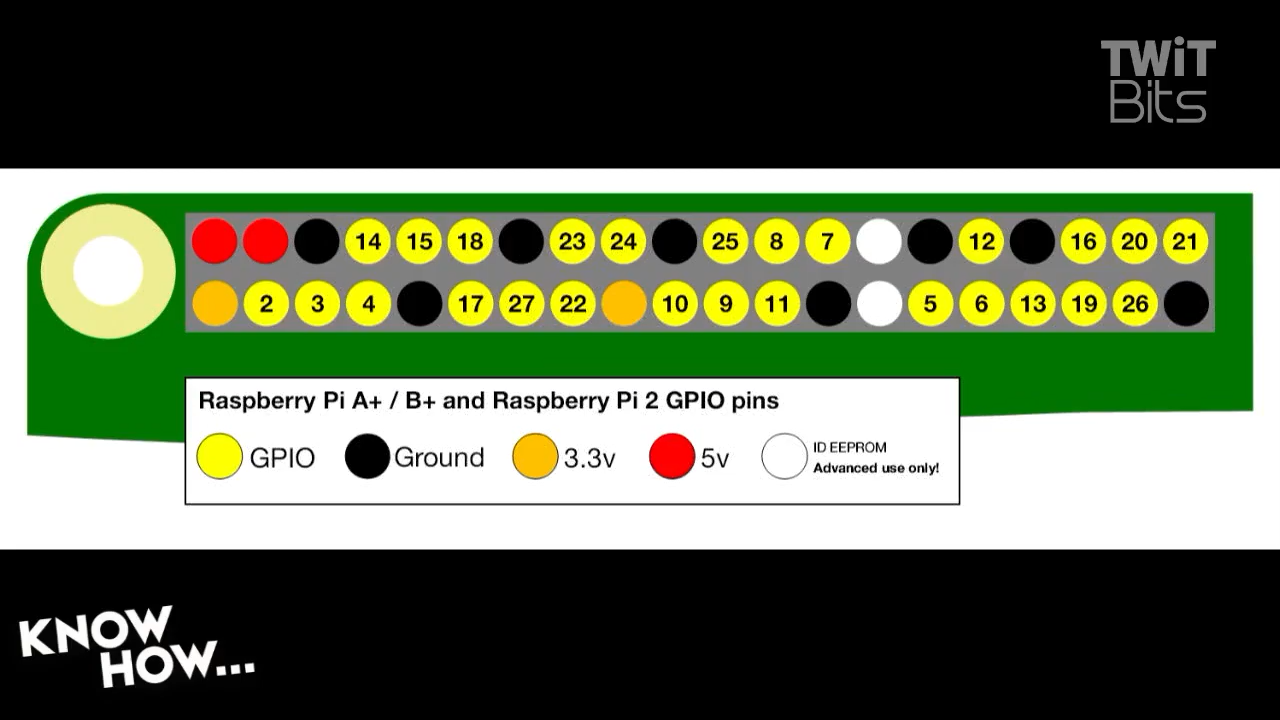 TWiT
Bits
14 15 18 23 24 25 8 7 12 16 20 21
2 3 4 17 27 22 10 9 11 5 6 13 19 26
Raspberry Pi A+ / B+ and Raspberry Pi 2 GPIO pins
GPIO Ground 3.3v 5v ID EEPROM
Advanced use only!
KNOW
HOW...